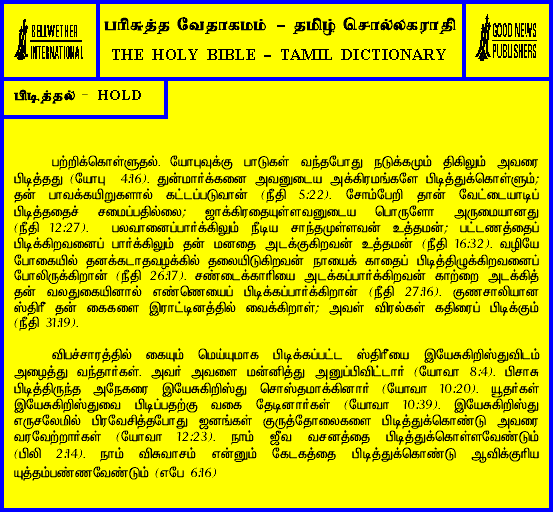 BELLWETHER
INTERNATIONAL
பரிசுத்த வேதாகமம் – தமிழ் சொல்லகராதி
THE HOLY BIBLE – TAMIL DICTIONARY
GOOD NEWS
PUBLISHERS
பிடித்தல் – HOLD
பற்றிக்கொள்ளுதல். யோபுவுக்கு பாடுகள் வந்தபோது நடுக்கமும் திகிலும் அவரை
பிடித்தது (யோபு 4:16). துன்மார்க்கனை அவனுடைய அக்கிரமங்களே பிடித்துக்கொள்ளும்;
தன் பாவக்கயிறுகளால் கட்டப்படுவான் (நீதி 5:22). சோம்பேறி தான் வேட்டையாடிப்
பிடித்ததைச் சமைப்பதில்லை; ஜாக்கிரதையுள்ளவனுடைய பொருளோ அருமையானது
(நீதி 12:27). பலவானைப்பார்க்கிலும் நீடிய சாந்தமுள்ளவன் உத்தமன்; பட்டணத்தைப்
பிடிக்கிறவனைப் பார்க்கிலும் தன் மனதை அடக்குகிறவன் உத்தமன் (நீதி 16:32). வழியே
போகையில் தனக்கடாதவழக்கில் தலையிடுகிறவன் நாயைக் காதைப் பிடித்திழுக்கிறவனைப்
போலிருக்கிறான் (நீதி 26:17). சண்டைக்காரியை அடக்கப்பார்க்கிறவன் காற்றை அடக்கித்
தன் வலதுகையினால் எண்ணெயைப் பிடிக்கப்பார்க்கிறான் (நீதி 27:16). குணசாலியான
ஸ்திரீ தன் கைகளை இராட்டினத்தில் வைக்கிறாள்; அவள் விரல்கள் கதிரைப் பிடிக்கும்
(நீதி 31:19).
விபச்சாரத்தில் கையும் மெய்யுமாக பிடிக்கப்பட்ட ஸ்திரீயை இயேசுகிறிஸ்துவிடம்
அழைத்து வந்தார்கள். அவர் அவளை மன்னித்து அனுப்பிவிட்டார் (யோவா 8:4). பிசாசு
பிடித்திருந்த அநேகரை இயேசுகிறிஸ்து சொஸ்தமாக்கினார் (யோவா 10:20). யூதர்கள்
இயேசுகிறிஸ்துவை பிடிப்பதற்கு வகை தேடினார்கள் (யோவா 10:39). இயேசுகிறிஸ்து
எருசலேமில் பிரவேசித்தபோது ஜனங்கள் குருத்தோலைகளை பிடித்துக்கொண்டு அவரை
வரவேற்றார்கள் (யோவா 12:23). நாம் ஜீவ வசனத்தை பிடித்துக்கொள்ளவேண்டும்
(பிலி 2:14). நாம் விசுவாசம் என்னும் கேடகத்தை பிடித்துக்கொண்டு ஆவிக்குரிய
யுத்தம்பண்ணவேண்டும் (எபே 6:16)